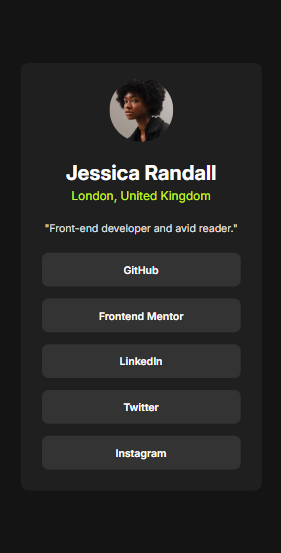 Jessica Randall
London, United Kingdom
"Front-end developer and avid reader."
GitHub
Frontend Mentor
LinkedIn
Twitter
Instagram